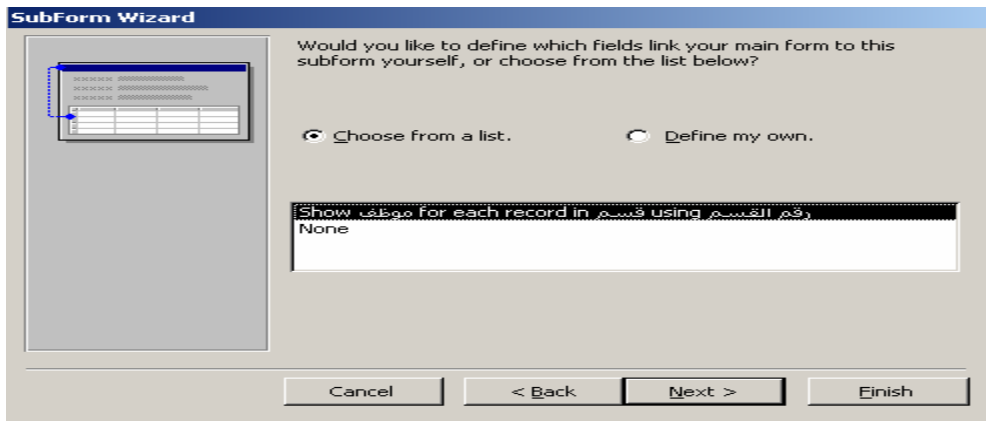 SubForm Wizard
Would you like to define which fields link your main form to this
subform yourself, or choose from the list below?
Choose from a list.
Define my own.
Show موظف for each record in قسم using رقم القسم
None
Cancel
< Back
Next >
Finish